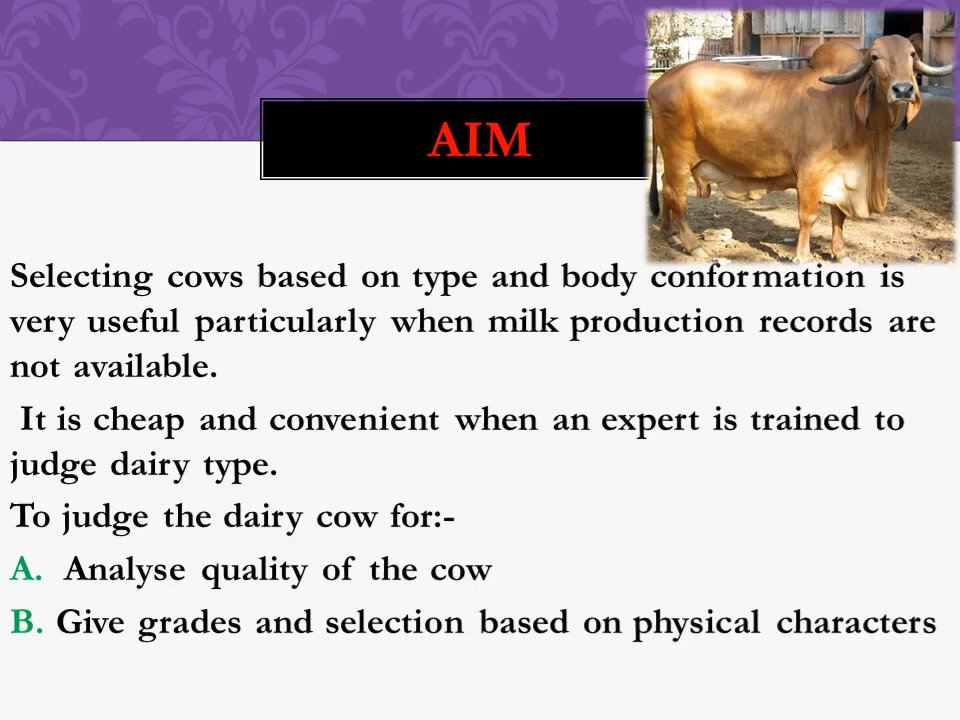 AIM
Selecting cows based on type and body conformation is
very useful particularly when milk production records are
not available.
It is cheap and convenient when an expert is trained to
judge dairy type.
To judge the dairy cow for:-
A. Analyse quality of the cow
B. Give grades and selection based on physical characters